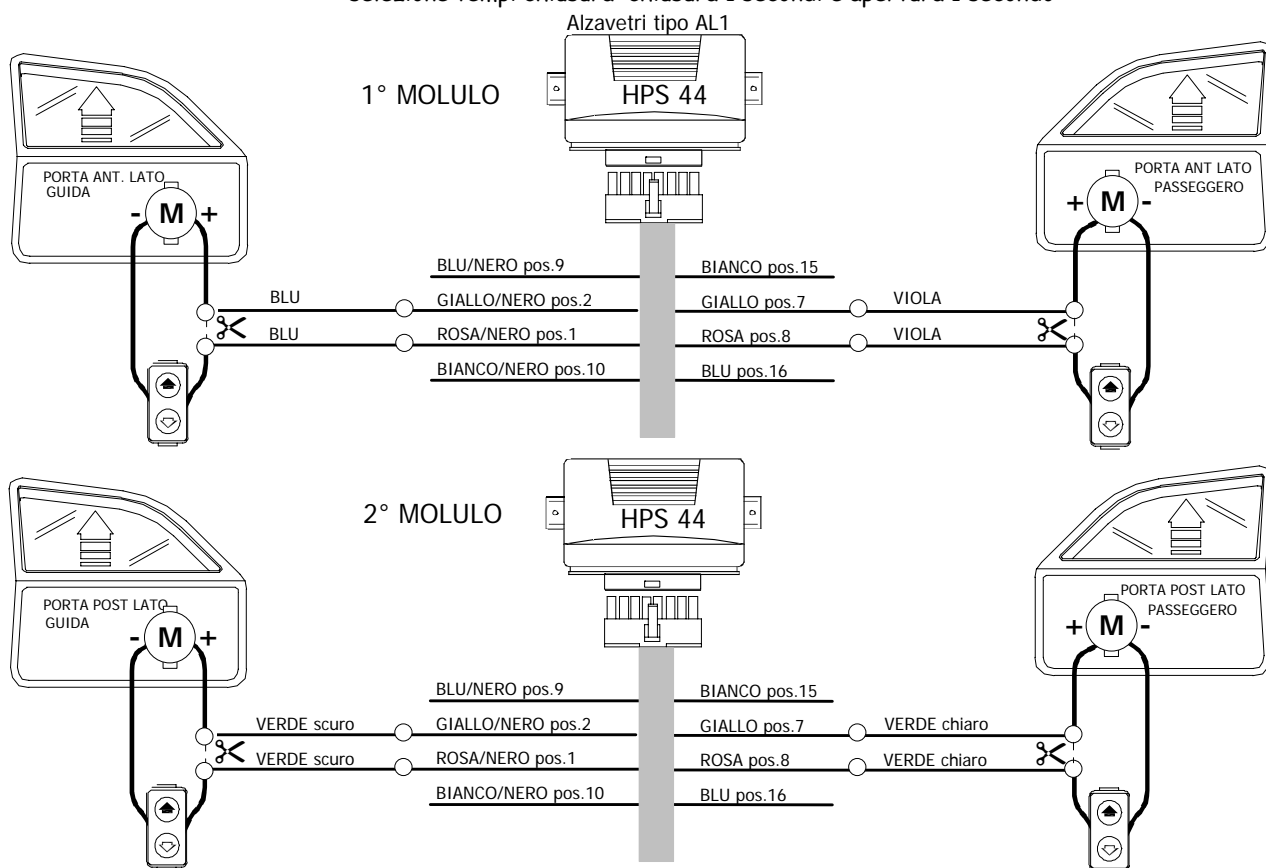 Alzavetri tipo AL1
1° MOLULO
HPS 44
PORTA ANT. LATO
GUIDA
- M +
PORTA ANT LATO
PASSEGGERO
+ M -
BLU/NERO pos.9
BIANCO pos.15
BLU
GIALLO/NERO pos.2
GIALLO pos.7
VIOLA
BLU
ROSA/NERO pos.1
ROSA pos.8
VIOLA
BIANCO/NERO pos.10
BLU pos.16
2° MOLULO
HPS 44
PORTA POST LATO
GUIDA
- M +
PORTA POST LATO
PASSEGGERO
+ M -
BLU/NERO pos.9
BIANCO pos.15
VERDE scuro
GIALLO/NERO pos.2
GIALLO pos.7
VERDE chiaro
VERDE scuro
ROSA/NERO pos.1
ROSA pos.8
VERDE chiaro
BIANCO/NERO pos.10
BLU pos.16